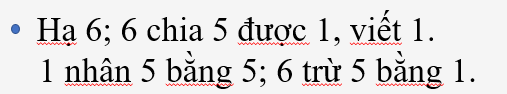 • Hạ 6; 6 chia 5 được 1, viết 1.
1 nhân 5 bằng 5; 6 trừ 5 bằng 1.